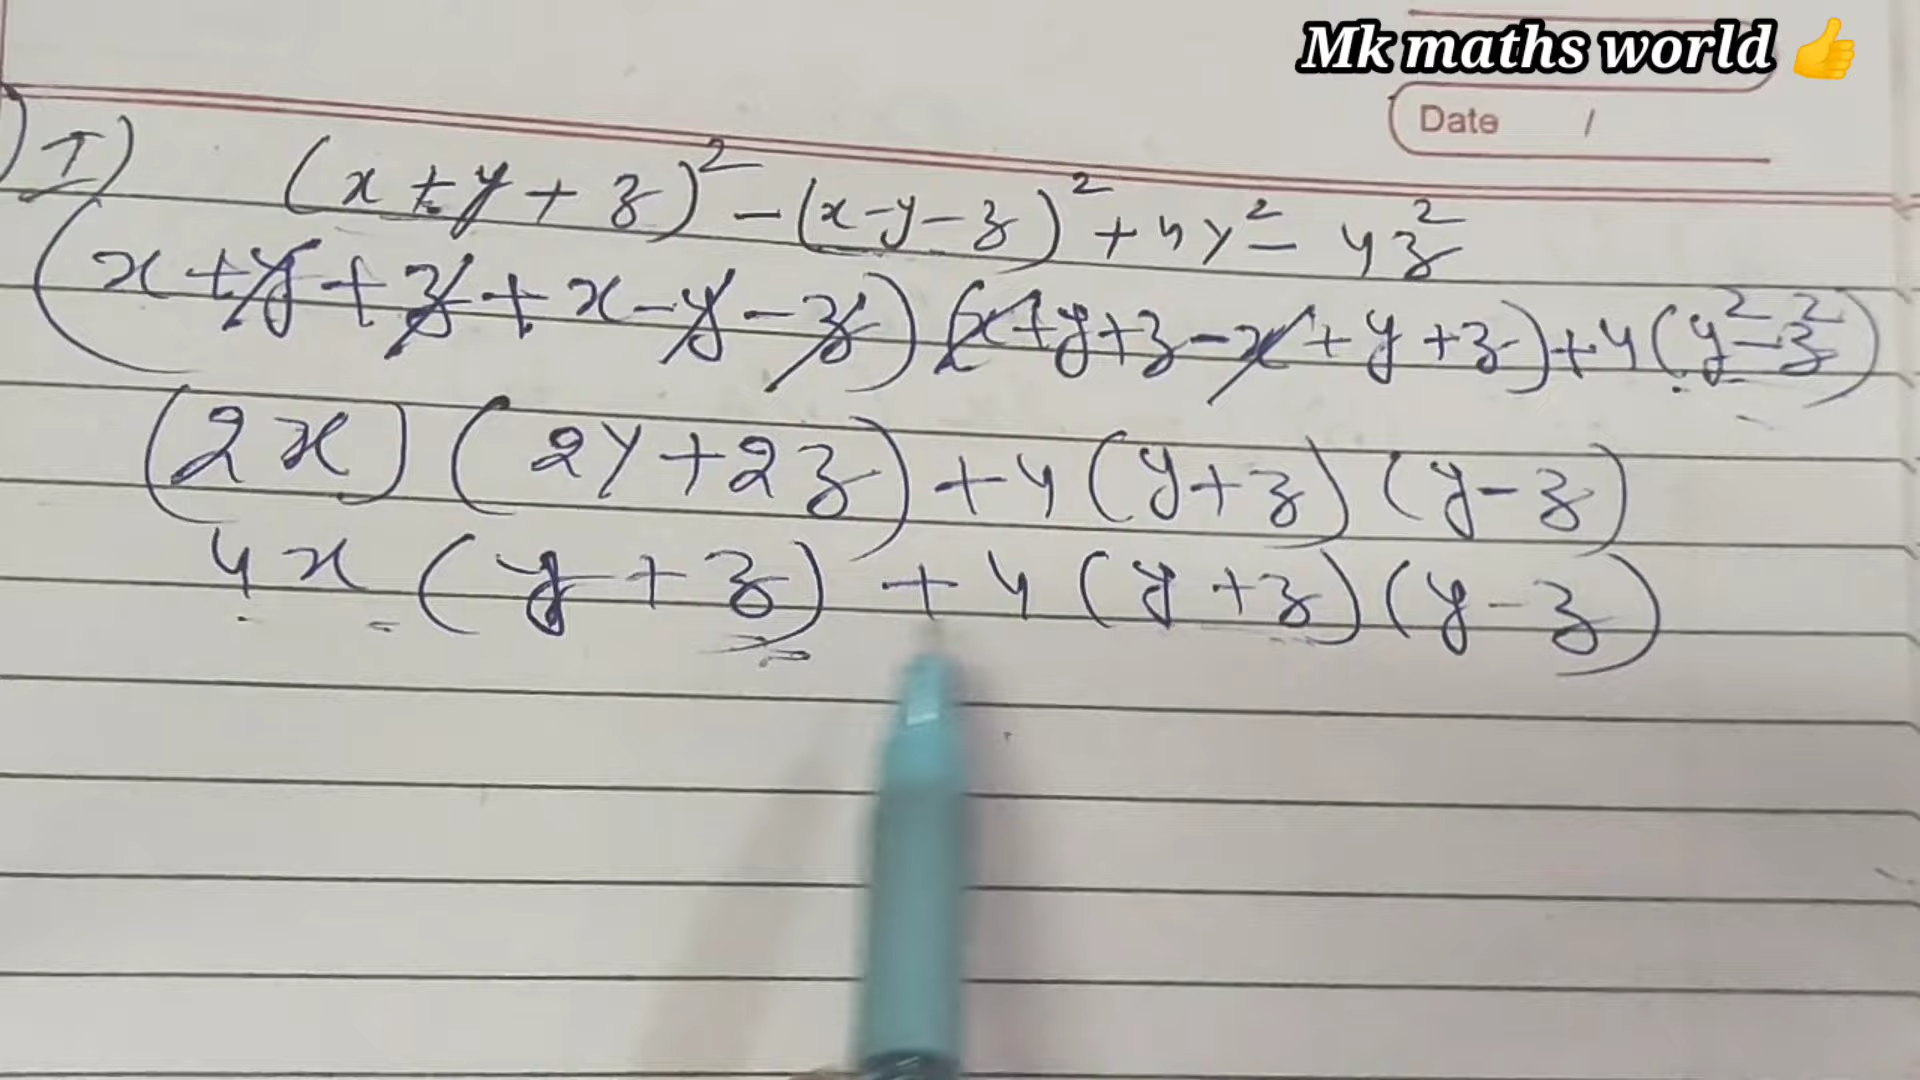 Mk maths world 👍
Date /
I) (x+y+z)² - (x-y-z)² + 4y² - 4z²
(x+y+z+x-y-z)(x+y+z-x+y+z)+4(y²-z²)
(2x)(2y+2z)+4(y+z)(y-z)
4x(y+z)+4(y+z)(y-z)